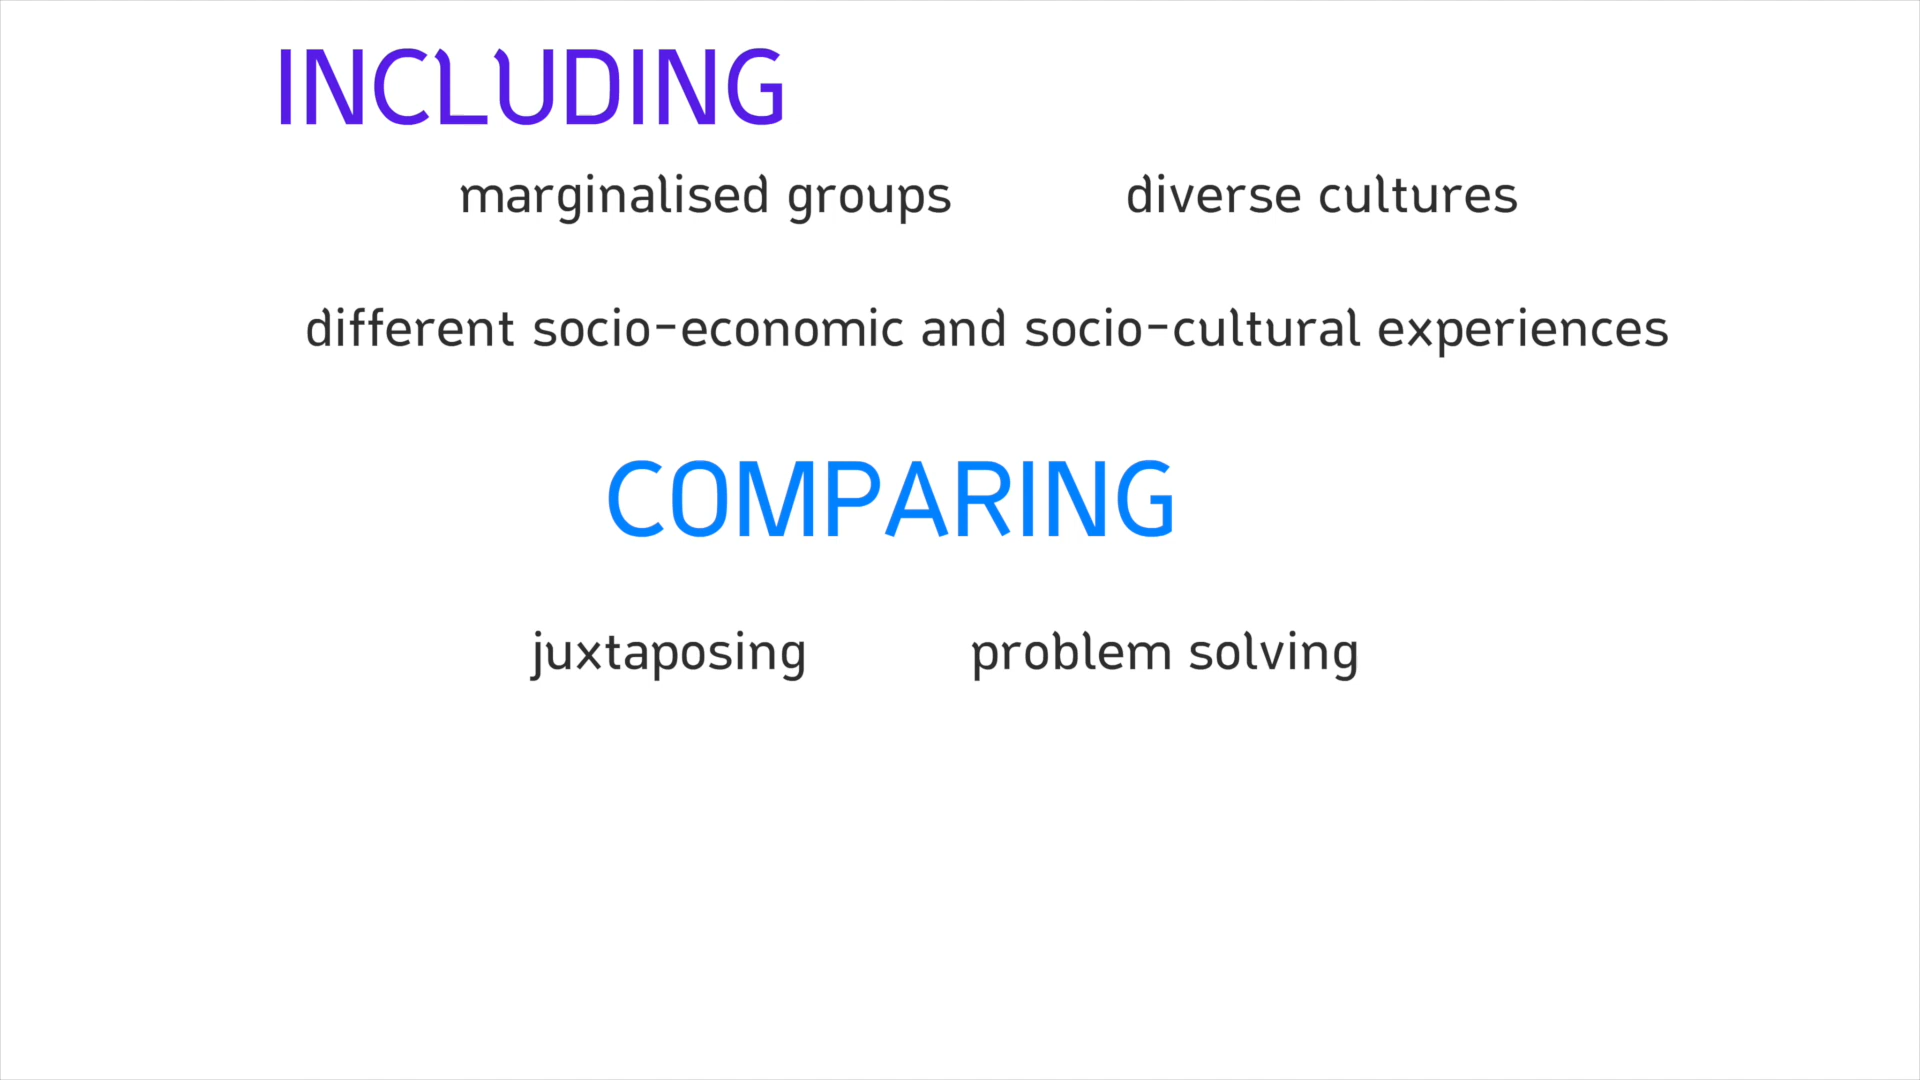 INCLUDING
marginalised groups diverse cultures
different socio-economic and socio-cultural experiences
COMPARING
juxtaposing problem solving